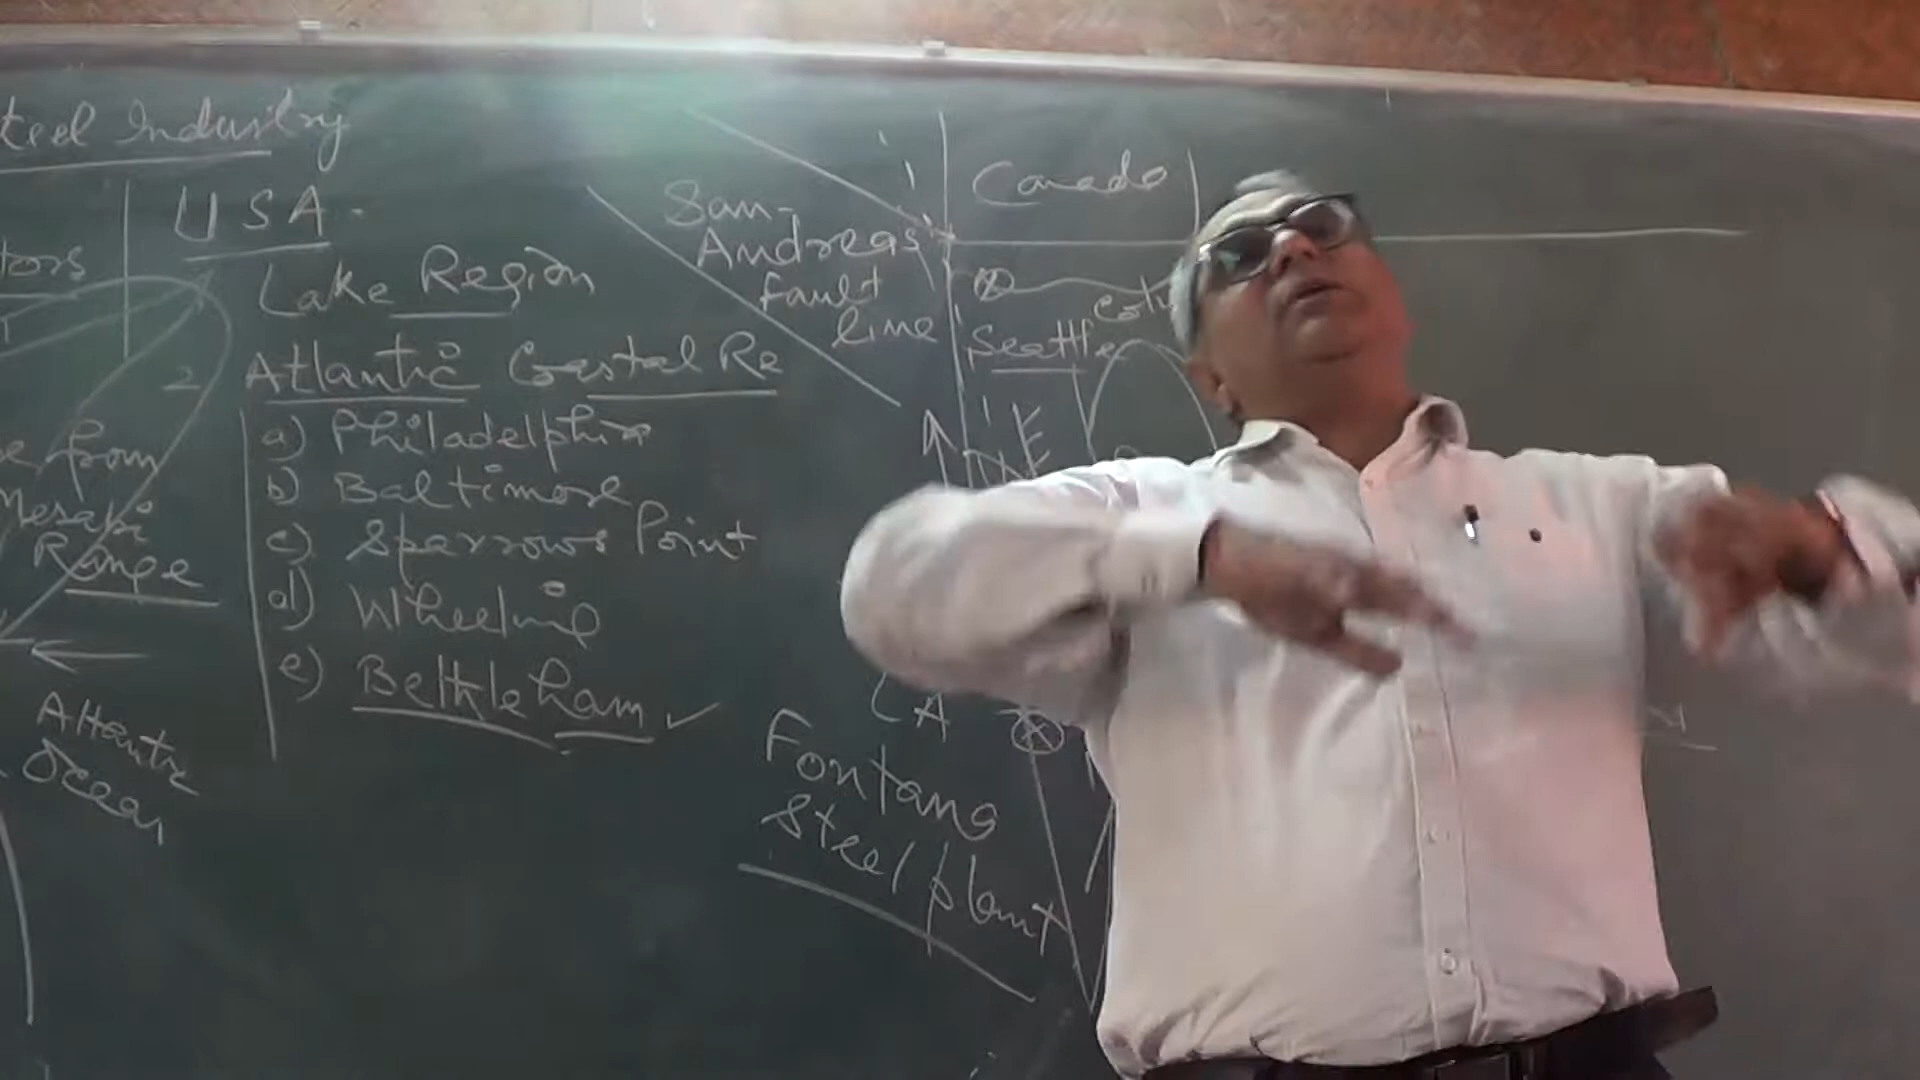 teel Industry
tors
USA.
Lake Region
2 Atlantic Coastal Re
a) Philadelphia
b) Baltimore
c) Sparrows Point
d) Wheeling
e) Bethleham ✓
from
Mesabi
Range
Atlantic
Ocean
San-
Andreas
fault
line
Canada
Seattle
LA
Fontana
Steel plant